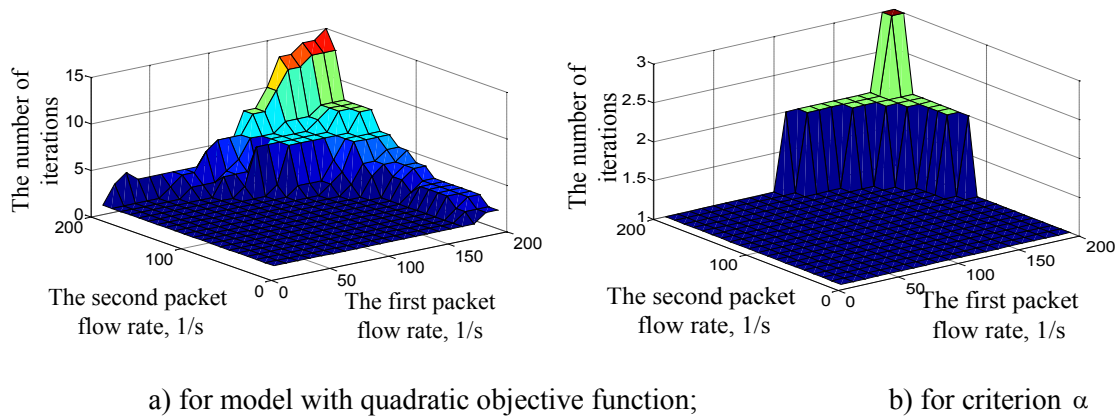 15
10
5
0
200
100
0
0
50
100
150
200
The number of
iterations
The second packet
flow rate, 1/s
The first packet
flow rate, 1/s
3
2.5
2
1.5
1
200
100
0
0
50
100
150
200
The number of
iterations
The second packet
flow rate, 1/s
The first packet
flow rate, 1/s
a) for model with quadratic objective function;
b) for criterion α